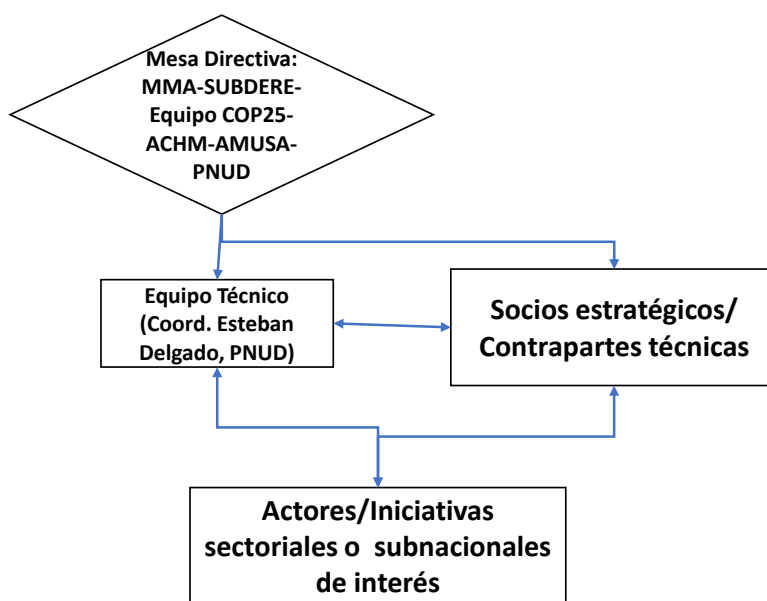 Mesa Directiva:
MMA-SUBDERE-
Equipo COP25-
ACHM-AMUSA-
PNUD
Equipo Técnico
(Coord. Esteban
Delgado, PNUD)
Socios estratégicos/
Contrapartes técnicas
Actores/Iniciativas
sectoriales o  subnacionales
de interés